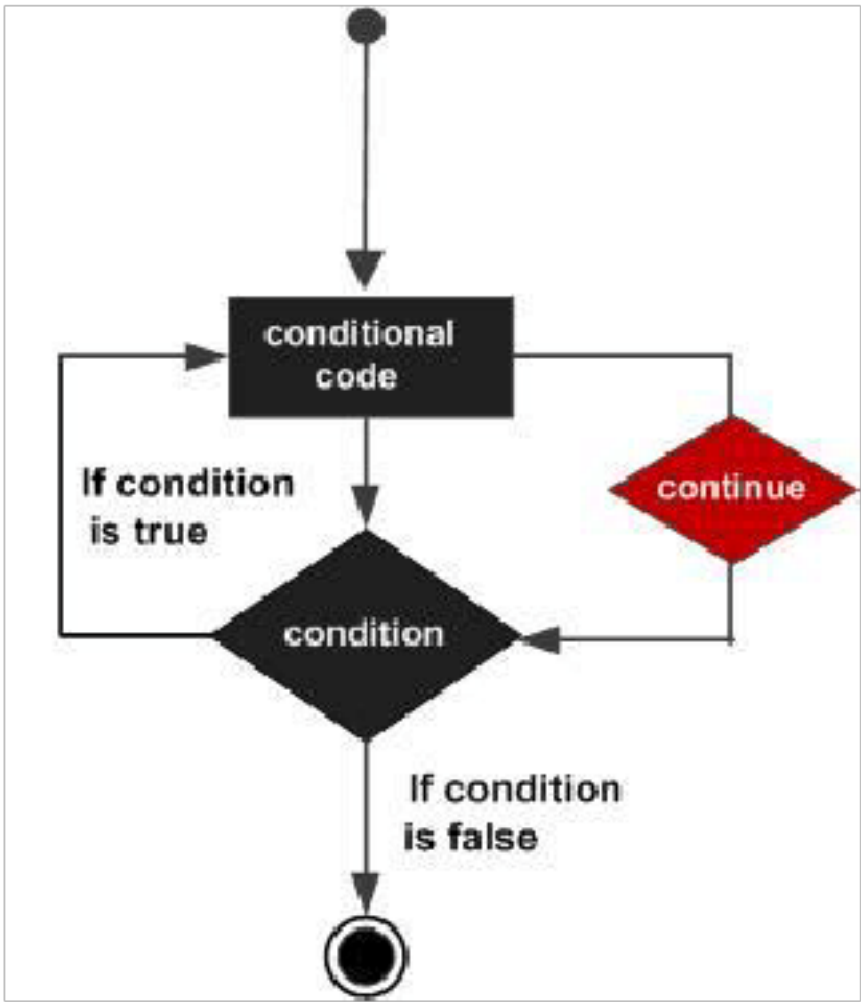 conditional
code
If condition
is true
continue
condition
If condition
is false